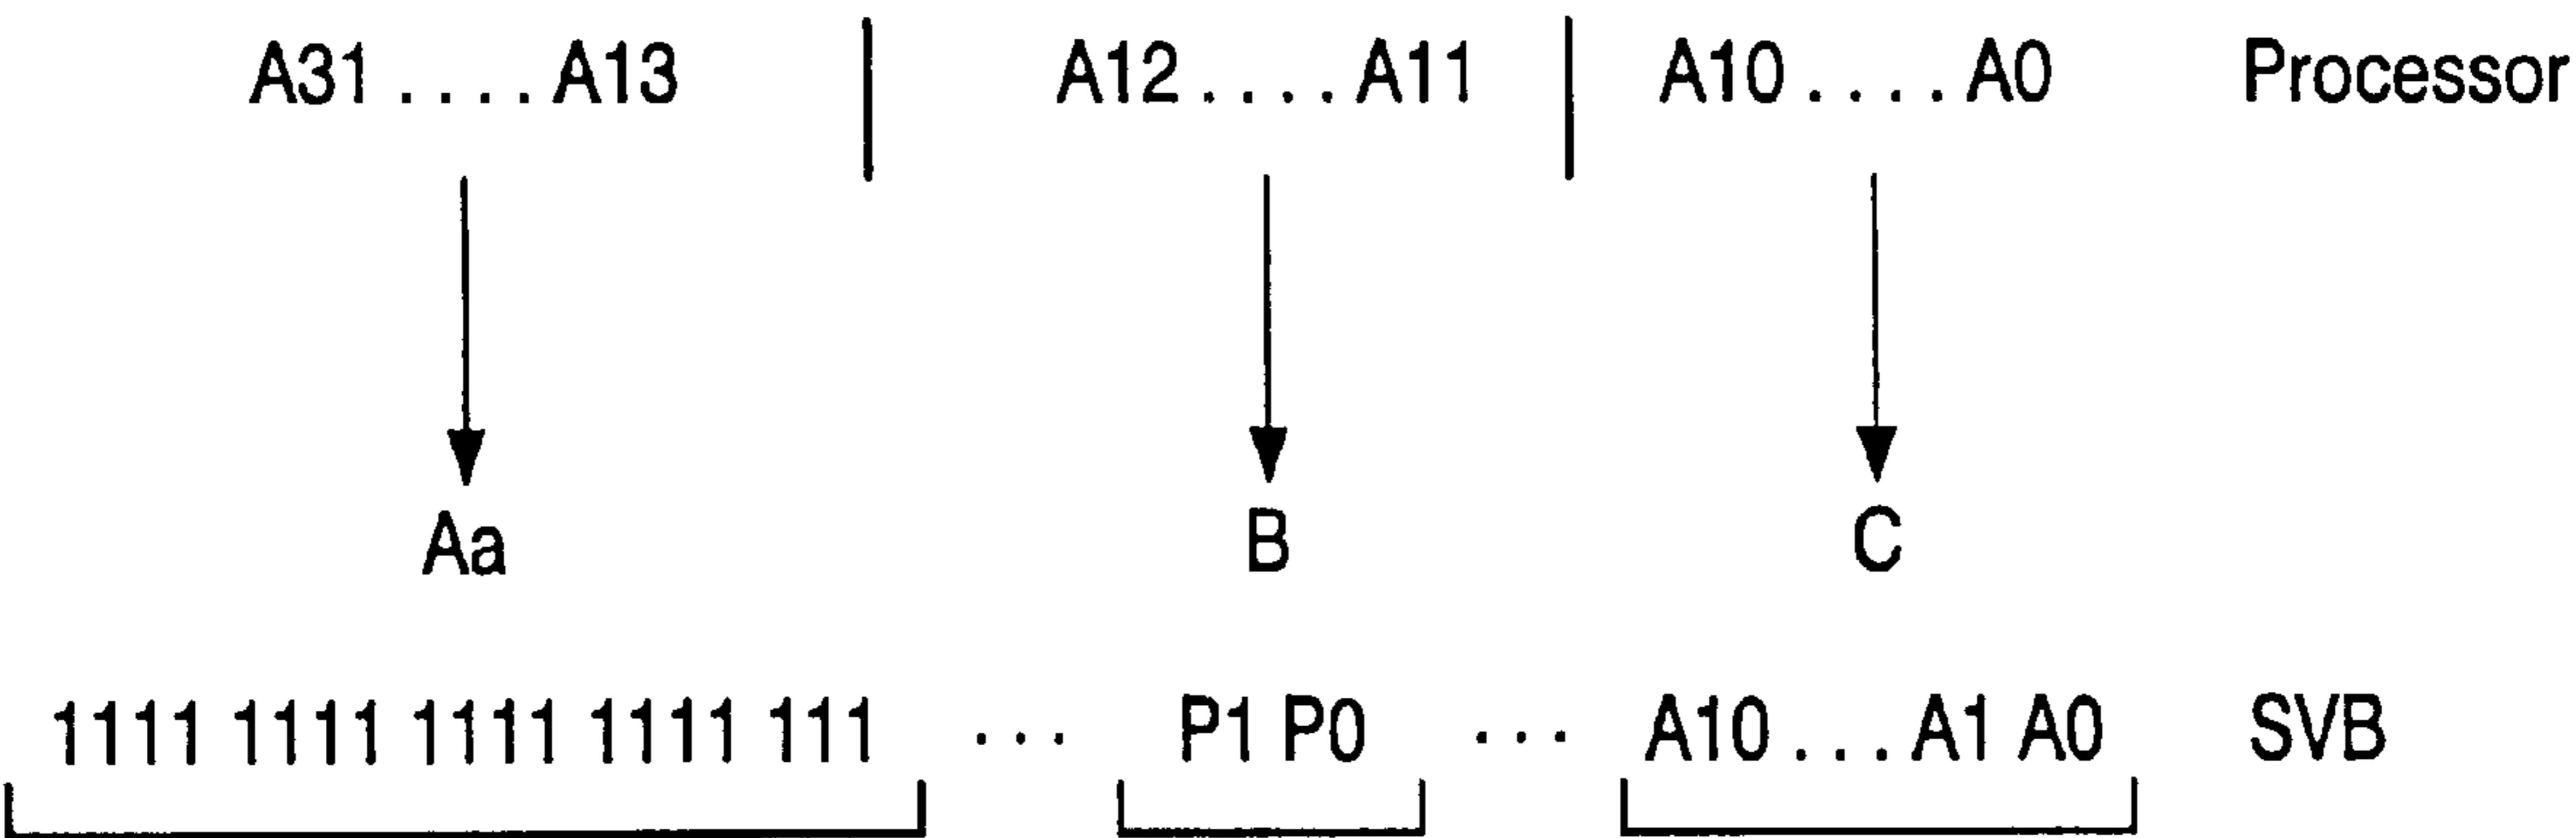 A31 .... A13 | A12 .... A11 | A10 .... A0 Processor
Aa B C
1111 1111 1111 1111 111 ... P1 P0 ... A10 ... A1 A0 SVB